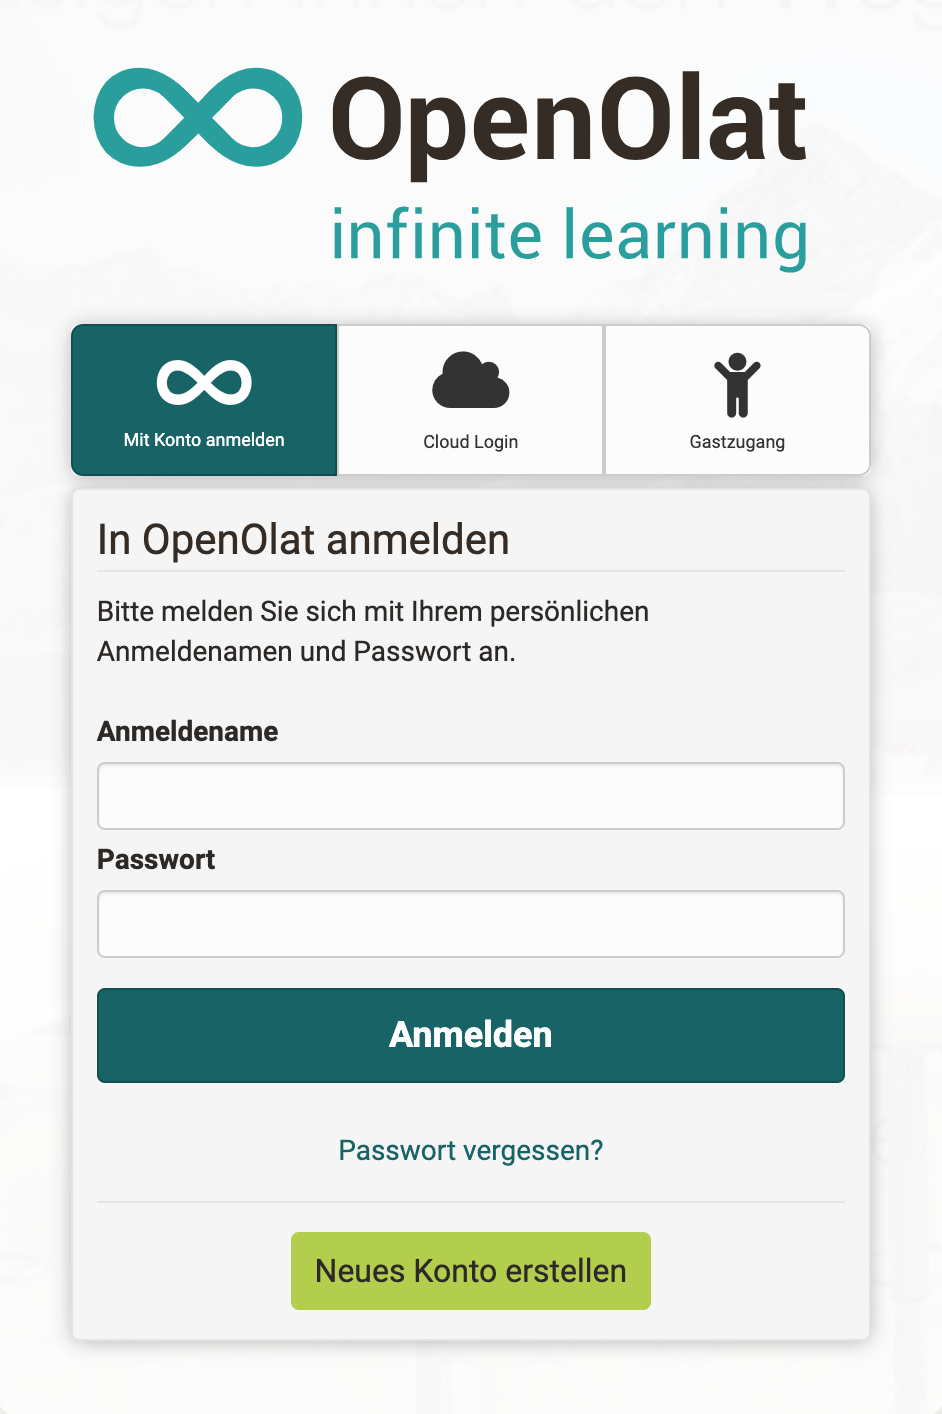 OpenOlat
infinite learning
Mit Konto anmelden
Cloud Login
Gastzugang
In OpenOlat anmelden
Bitte melden Sie sich mit Ihrem persönlichen
Anmeldenamen und Passwort an.
Anmeldename
Passwort
Anmelden
Passwort vergessen?
Neues Konto erstellen